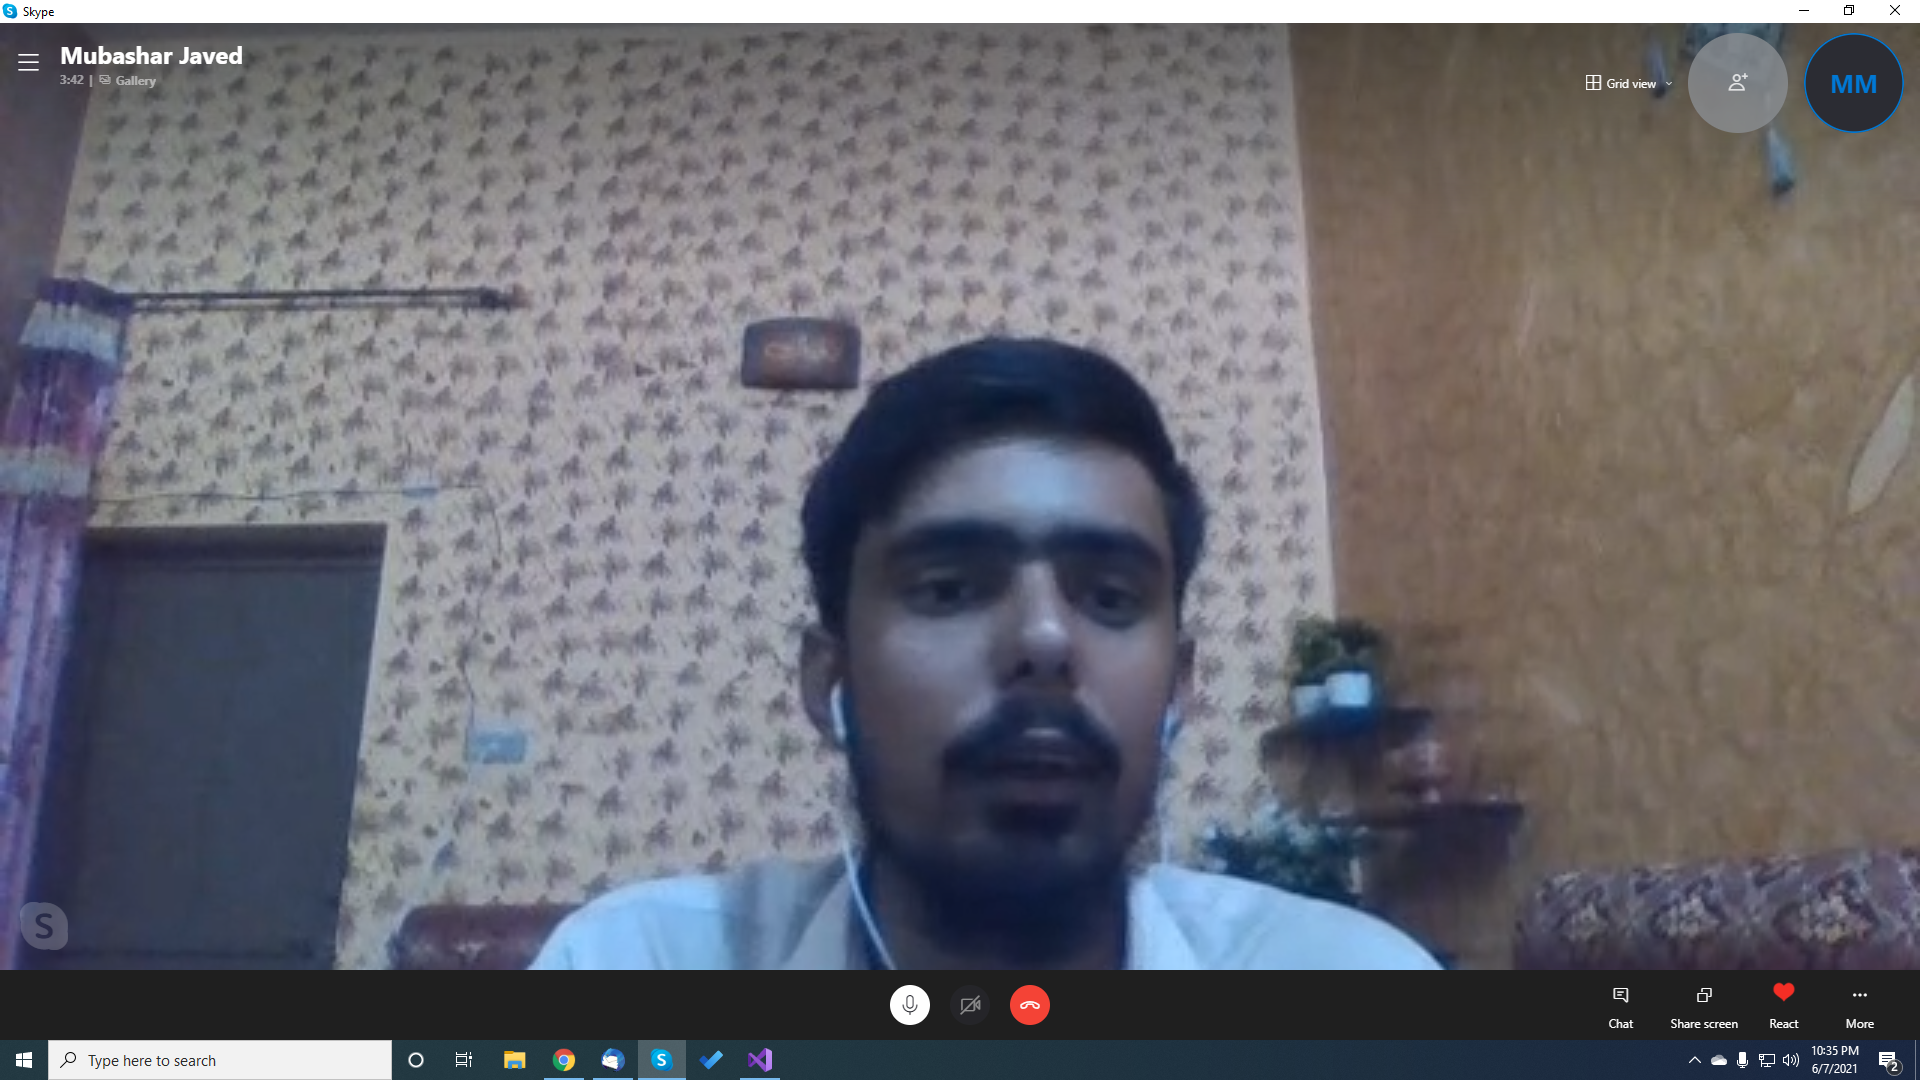 Skype
Mubashar Javed
3:42 | Gallery
Grid view
MM
Chat
Share screen
React
More
Type here to search
10:35 PM
6/7/2021
2